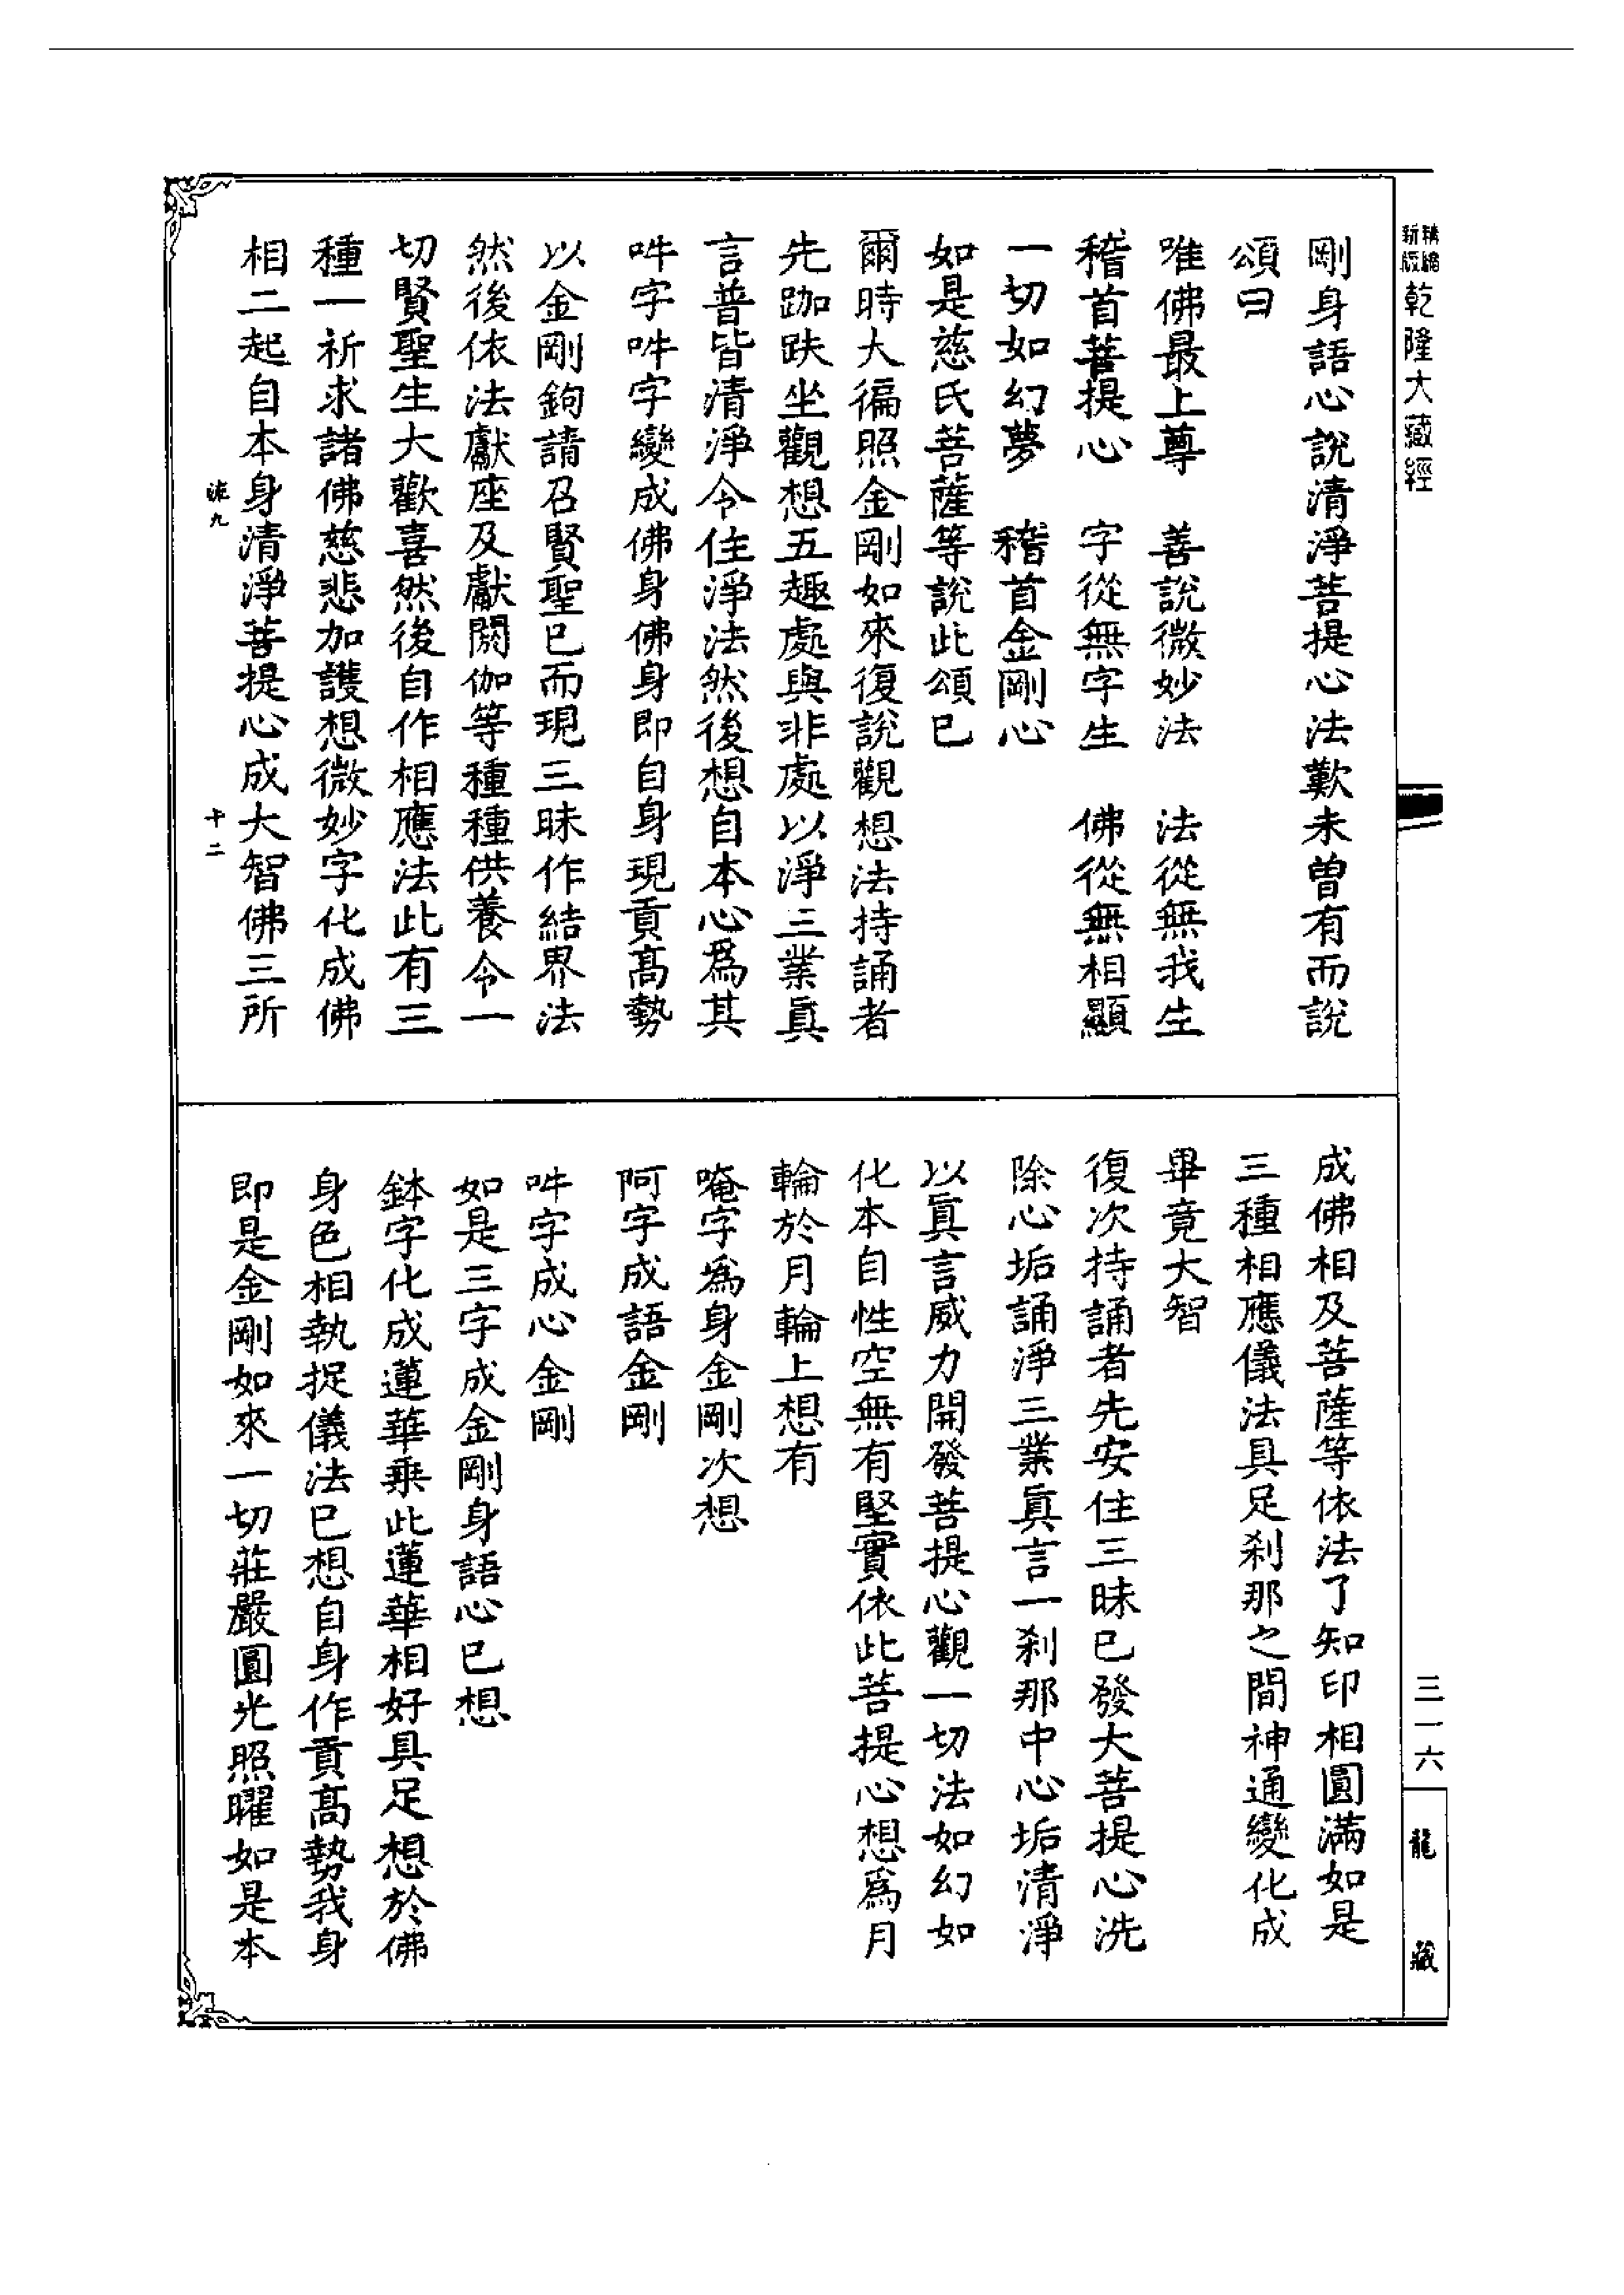 精編
新版
乾隆大藏經
剛身語心說清淨菩提心法歎未曾有而說
頌曰
唯佛最上尊　善說微妙法　法從無我生
稽首菩提心　字從無字生　佛從無相顯
一切如幻夢　稽首金剛心
如是慈氏菩薩等說此頌已
爾時大徧照金剛如來復說觀想法持誦者
先跏趺坐觀想五趣處與非處以淨三業眞
言普皆清淨令住淨法然後想自本心爲其
吽字吽字變成佛身佛身即自身現貢高勢
以金剛鉤請召賢聖已而現三昧作結界法
然後依法獻座及獻閼伽等種種供養令一
切賢聖生大歡喜然後自作相應法此有三
種一祈求諸佛慈悲加護想微妙字化成佛
相二起自本身清淨菩提心成大智佛三所
九
十二
成佛相及菩薩等依法了知印相圓滿如是
三種相應儀法具足刹那之間神通變化成
畢竟大智
復次持誦者先安住三昧已發大菩提心洗
除心垢誦淨三業眞言一刹那中心垢清淨
以眞言威力開發菩提心觀一切法如幻如
化本自性空無有堅實依此菩提心想爲月
輪於月輪上想有
唵字爲身金剛次想
阿字成語金剛
吽字成心金剛
如是三字成金剛身語心已想
鉢字化成蓮華乘此蓮華相好具足想於佛
身色相執捉儀法已想自身作貢高勢我身
即是金剛如來一切莊嚴圓光照曜如是本
三一六
龍藏